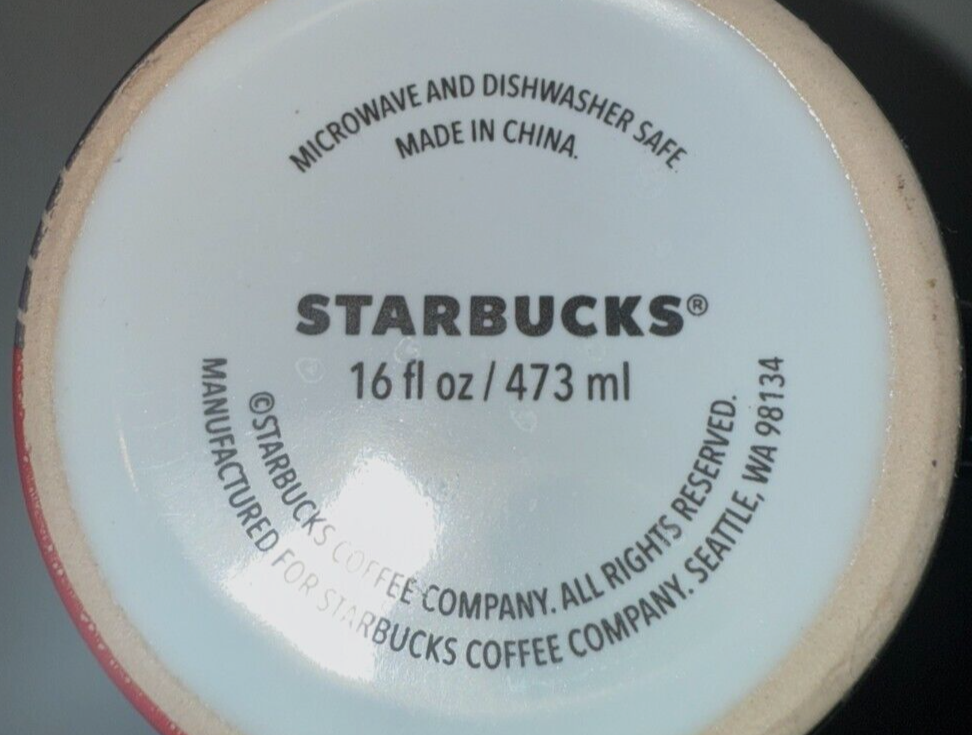 MICROWAVE AND DISHWASHER SAFE.
MADE IN CHINA.
STARBUCKS®
16 fl oz / 473 ml
©STARBUCKS COFFEE COMPANY. ALL RIGHTS RESERVED.
MANUFACTURED FOR STARBUCKS COFFEE COMPANY. SEATTLE, WA 98134